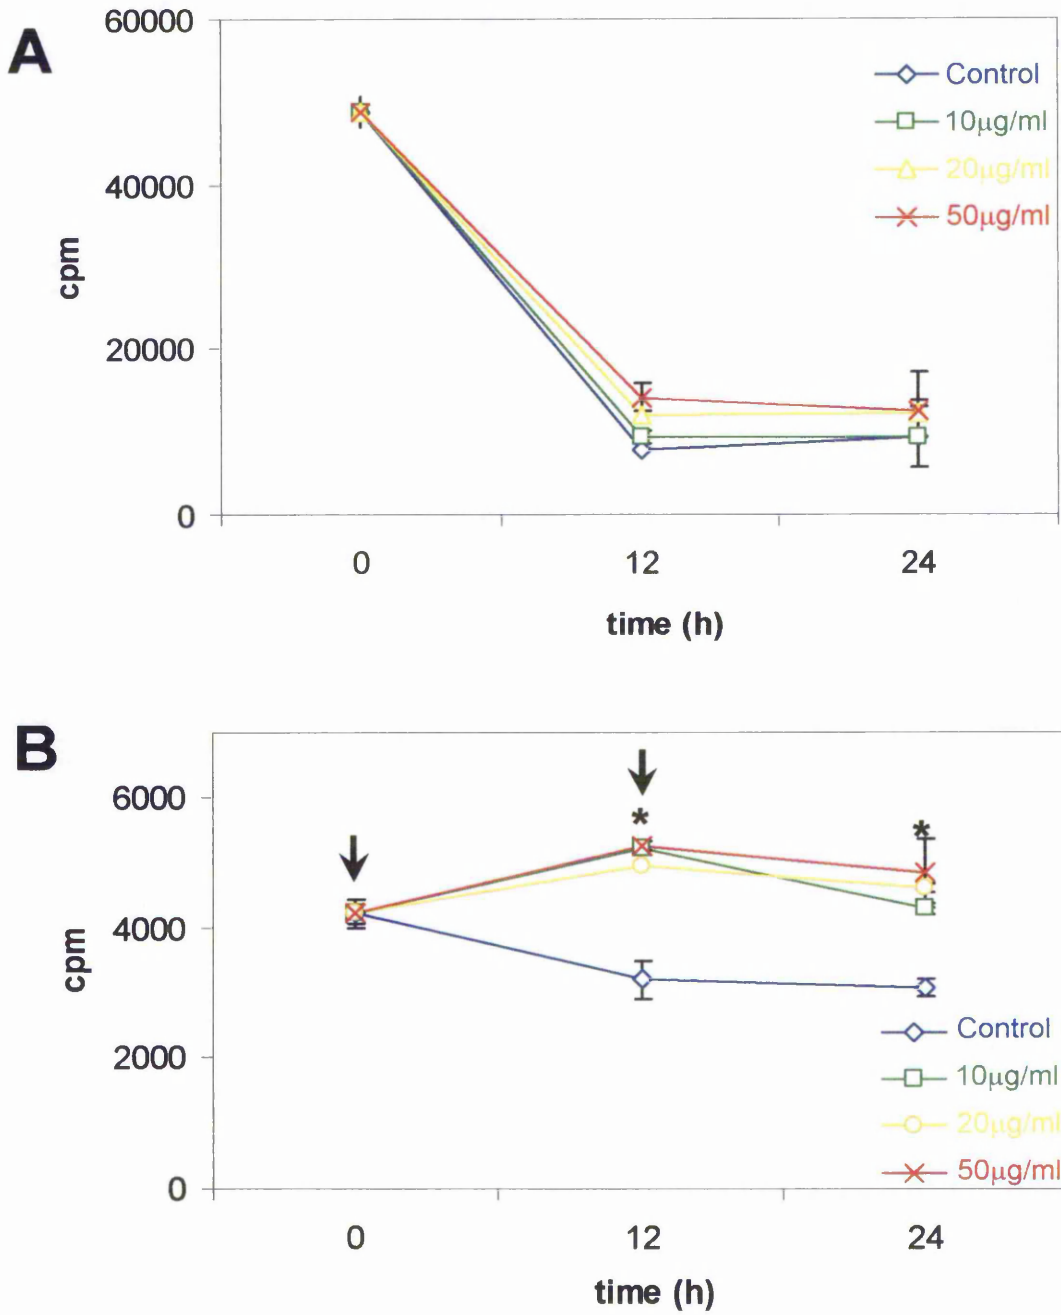 A
60000
40000
20000
0
cpm
Control
10µg/ml
20µg/ml
50µg/ml
0 12 24
time (h)
B
6000
4000
2000
0
cpm
* *
Control
10µg/ml
20µg/ml
50µg/ml
0 12 24
time (h)